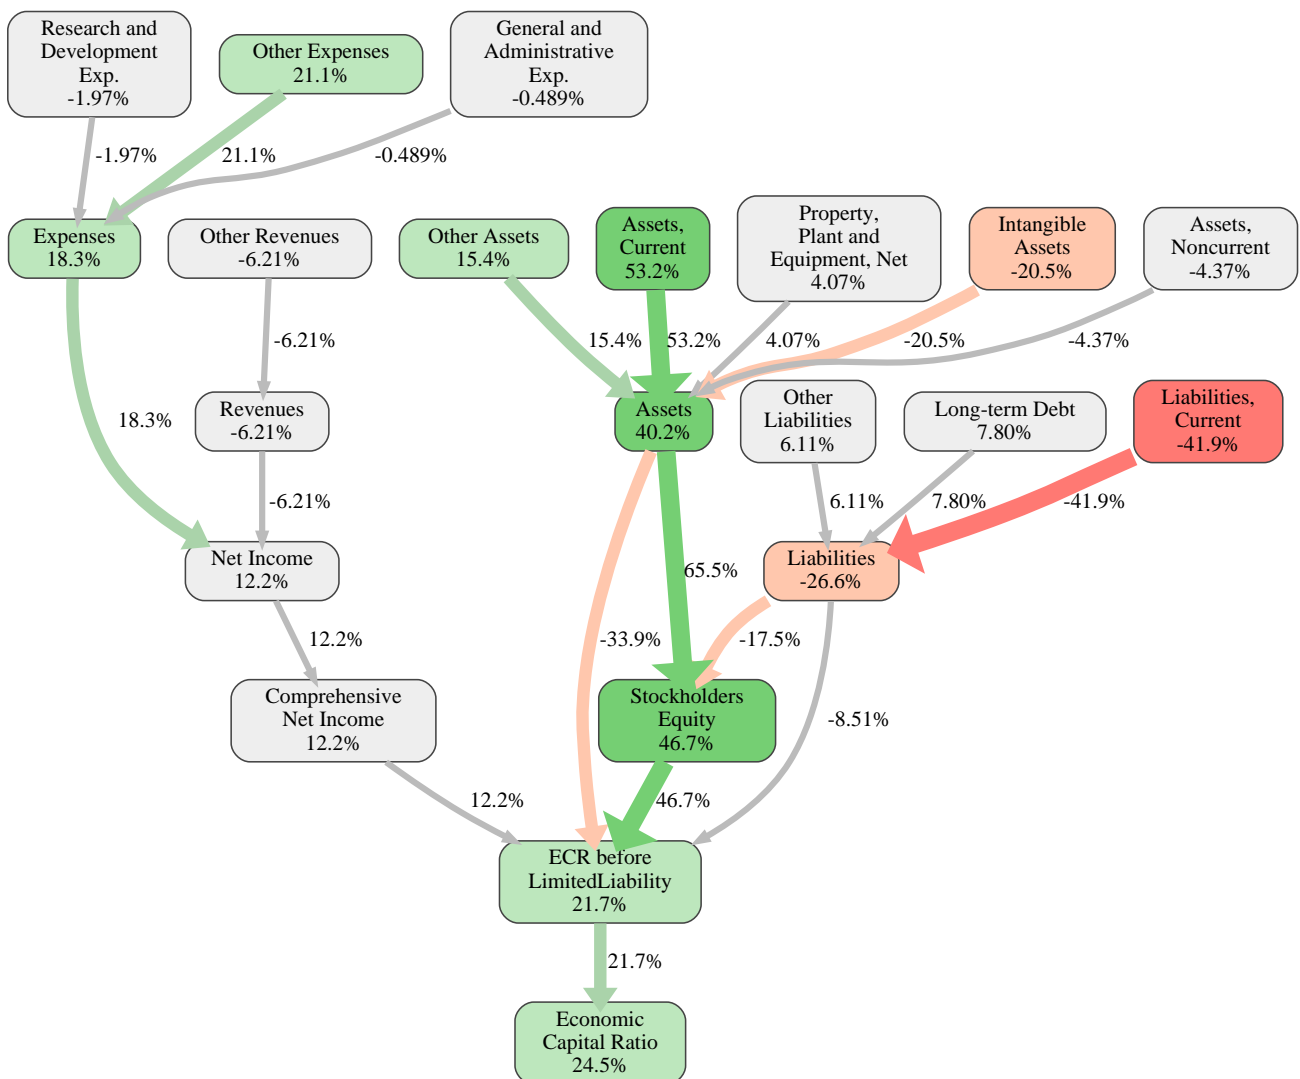 Research and
Development
Exp.
-1.97%
Other Expenses
21.1%
General and
Administrative
Exp.
-0.489%
-1.97%
21.1%
-0.489%
Expenses
18.3%
Other Revenues
-6.21%
Other Assets
15.4%
Assets,
Current
53.2%
Property,
Plant and
Equipment, Net
4.07%
Intangible
Assets
-20.5%
Assets,
Noncurrent
-4.37%
-6.21%
15.4%
53.2%
4.07%
-20.5%
-4.37%
18.3%
Revenues
-6.21%
Assets
40.2%
Other
Liabilities
6.11%
Long-term Debt
7.80%
Liabilities,
Current
-41.9%
-6.21%
6.11%
7.80%
-41.9%
Net Income
12.2%
65.5%
Liabilities
-26.6%
12.2%
-33.9%
-17.5%
Comprehensive
Net Income
12.2%
Stockholders
Equity
46.7%
-8.51%
12.2%
46.7%
ECR before
LimitedLiability
21.7%
21.7%
Economic
Capital Ratio
24.5%